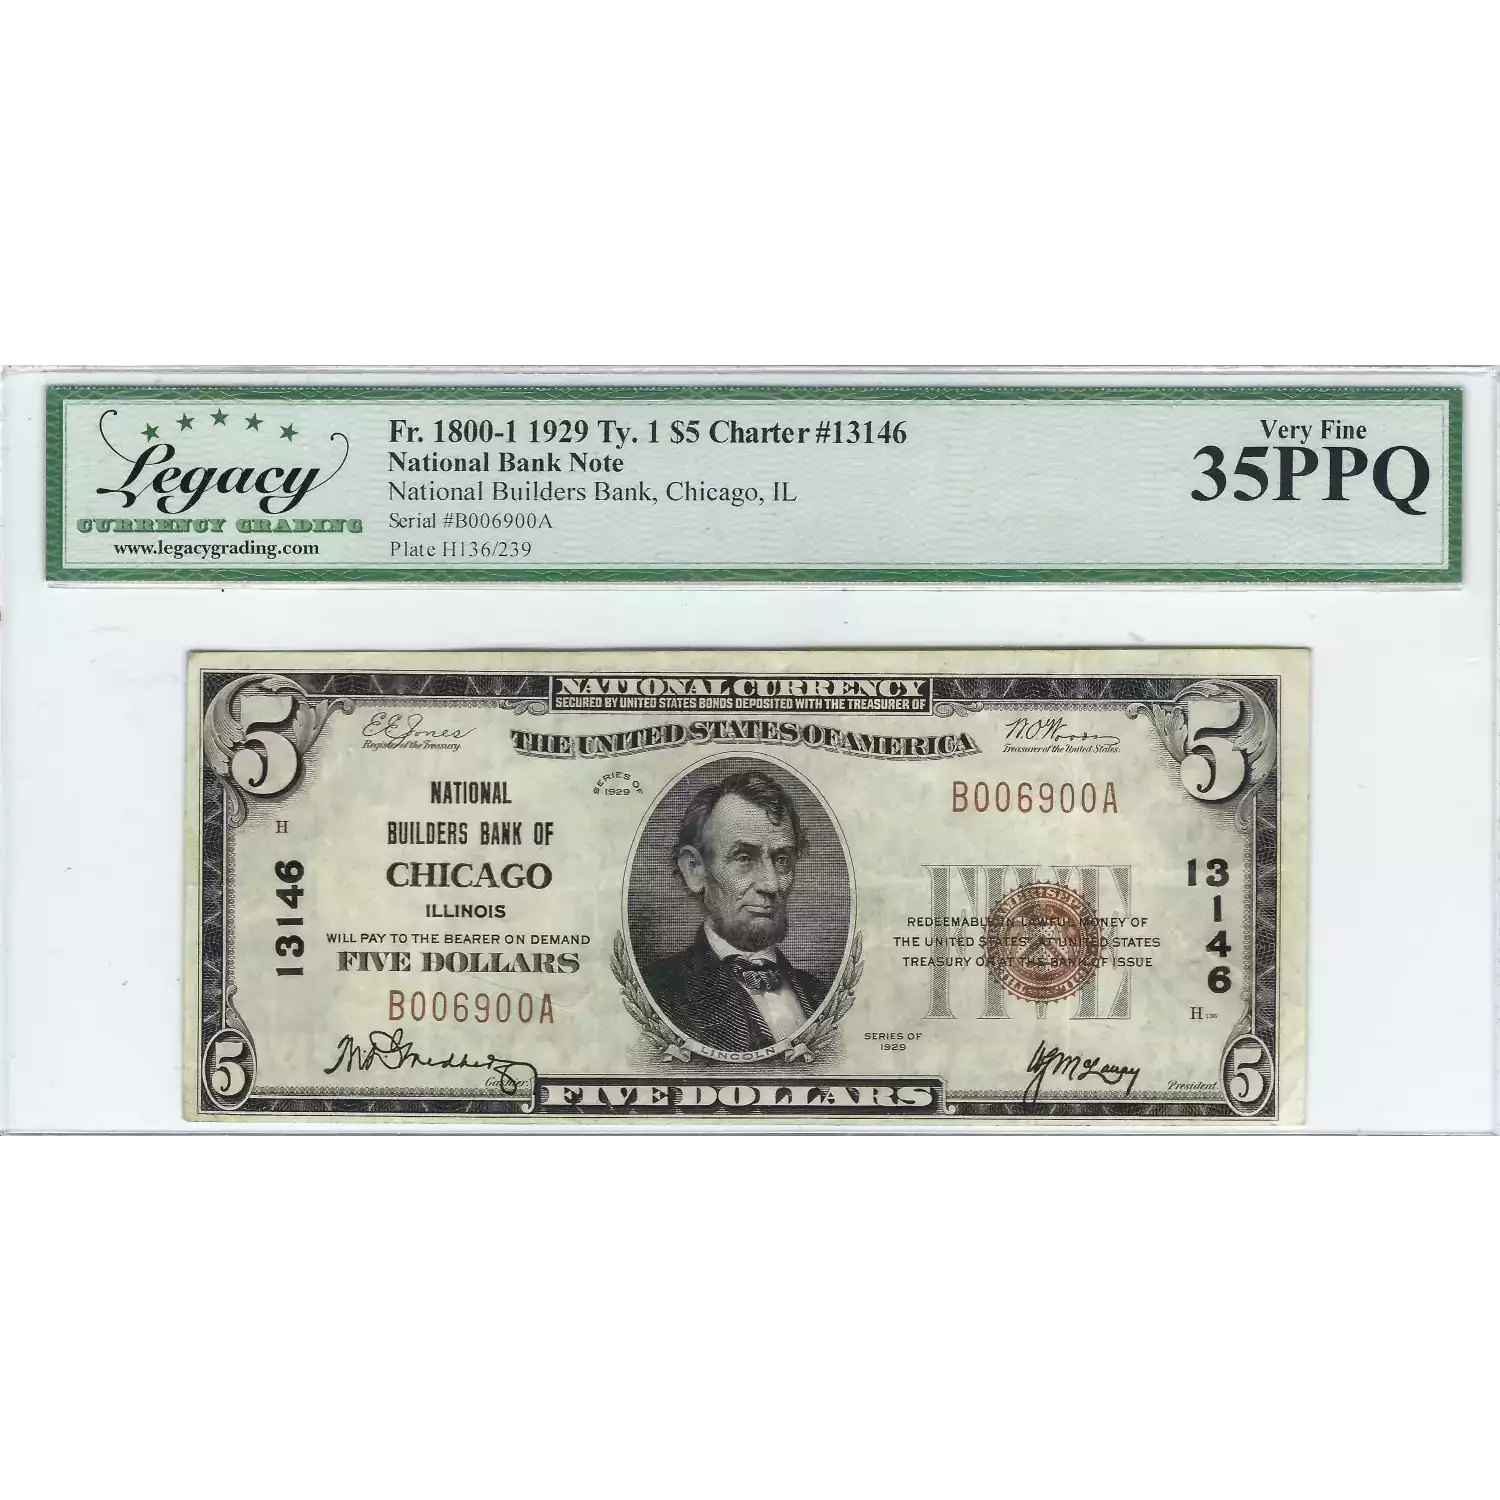 Legacy
CURRENCY GRADING
www.legacygrading.com
Fr. 1800-1 1929 Ty. 1 $5 Charter #13146
National Bank Note
National Builders Bank, Chicago, IL
Serial #B006900A
Plate H136/239
Very Fine
35PPQ
NATIONAL CURRENCY
SECURED BY UNITED STATES BONDS DEPOSITED WITH THE TREASURER OF
THE UNITED STATES OF AMERICA
5
5
E E Jones
Register of the Treasury.
W.O. Woods
Treasurer of the United States.
SERIES OF
1929
NATIONAL
BUILDERS BANK OF
CHICAGO
ILLINOIS
WILL PAY TO THE BEARER ON DEMAND
FIVE DOLLARS
B006900A
H
13146
B006900A
13146
FIVE
REDEEMABLE IN LAWFUL MONEY OF
THE UNITED STATES AT UNITED STATES
TREASURY OR AT THE BANK OF ISSUE
H 136
SERIES OF
1929
LINCOLN
Cashier.
President.
5
FIVE DOLLARS
5